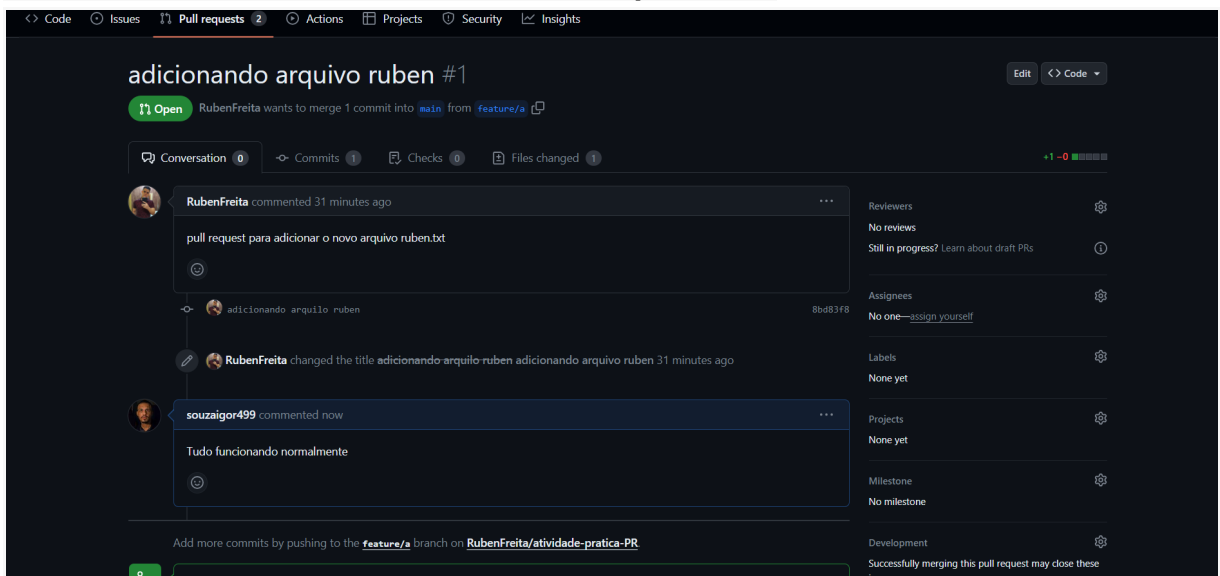 Code Issues Pull requests 2 Actions Projects Security Insights
adicionando arquivo ruben #1
Edit Code
Open RubenFreita wants to merge 1 commit into main from feature/a
Conversation 0 Commits 1 Checks 0 Files changed 1 +1 −0
RubenFreita commented 31 minutes ago
pull request para adicionar o novo arquivo ruben.txt
adicionando arquilo ruben 8bd83f8
RubenFreita changed the title adicionando arquilo ruben adicionando arquivo ruben 31 minutes ago
souzaigor499 commented now
Tudo funcionando normalmente
Add more commits by pushing to the feature/a branch on RubenFreita/atividade-pratica-PR.
Reviewers
No reviews
Still in progress? Learn about draft PRs
Assignees
No one—assign yourself
Labels
None yet
Projects
None yet
Milestone
No milestone
Development
Successfully merging this pull request may close these